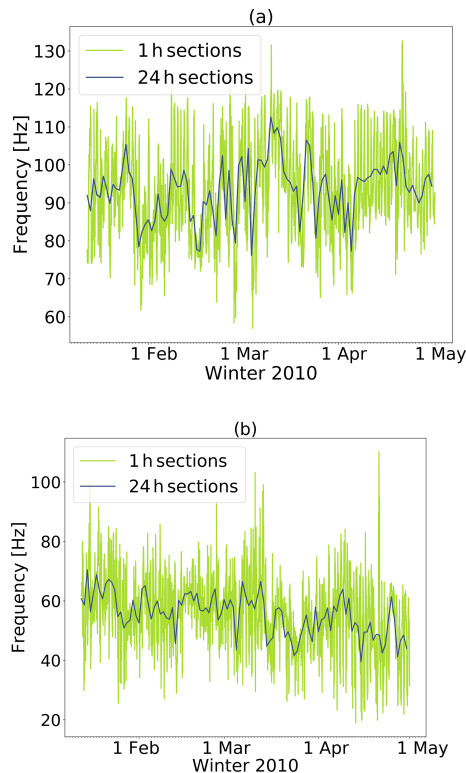 (a)
1 h sections
24 h sections
130
120
110
100
90
80
70
60
Frequency [Hz]
1 Feb 1 Mar 1 Apr 1 May
Winter 2010
(b)
1 h sections
24 h sections
100
80
60
40
20
Frequency [Hz]
1 Feb 1 Mar 1 Apr 1 May
Winter 2010